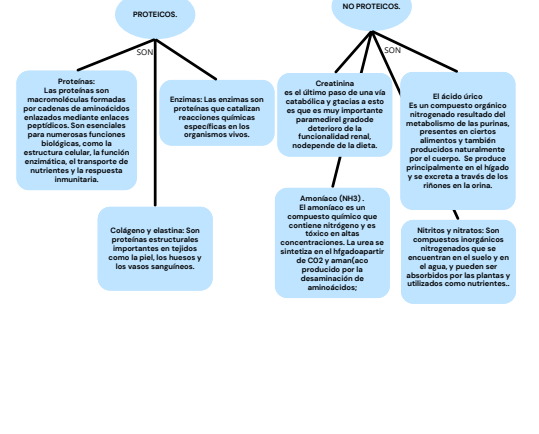 PROTEICOS.
SON
Proteínas:
Las proteínas son
macromoléculas formadas
por cadenas de aminoácidos
enlazados mediante enlaces
peptídicos. Son esenciales
para numerosas funciones
biológicas, como la
estructura celular, la función
enzimática, el transporte de
nutrientes y la respuesta
inmunitaria.
Enzimas: Las enzimas son
proteínas que catalizan
reacciones químicas
específicas en los
organismos vivos.
Colágeno y elastina: Son
proteínas estructurales
importantes en tejidos
como la piel, los huesos y
los vasos sanguíneos.
NO PROTEICOS.
SON
Creatinina
es el último paso de una vía
catabólica y gtacias a esto
es que es muy importante
paramedirel gradode
deterioro de la
funcionalidad renal,
nodepende de la dieta.
El ácido úrico
Es un compuesto orgánico
nitrogenado resultado del
metabolismo de las purinas,
presentes en ciertos
alimentos y también
producidos naturalmente
por el cuerpo. Se produce
principalmente en el hígado
y se excreta a través de los
riñones en la orina.
Amoníaco (NH3) .
El amoníaco es un
compuesto químico que
contiene nitrógeno y es
tóxico en altas
concentraciones. La urea se
sintetiza en el hfgadoapartir
de CO2 y aman(aco
producido por la
desaminación de
aminoácidos;
Nitritos y nitratos: Son
compuestos inorgánicos
nitrogenados que se
encuentran en el suelo y en
el agua, y pueden ser
absorbidos por las plantas y
utilizados como nutrientes..